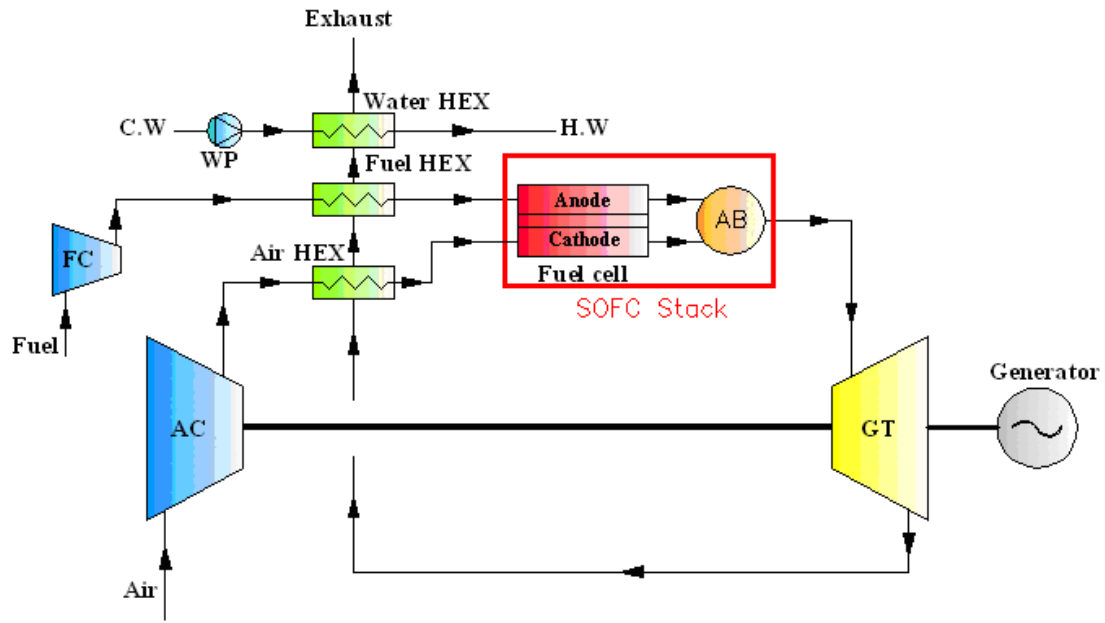 Exhaust
Water HEX
C.W
H.W
WP
Fuel HEX
Anode
AB
Cathode
FC
Air HEX
Fuel cell
SOFC Stack
Fuel
Generator
AC
GT
Air